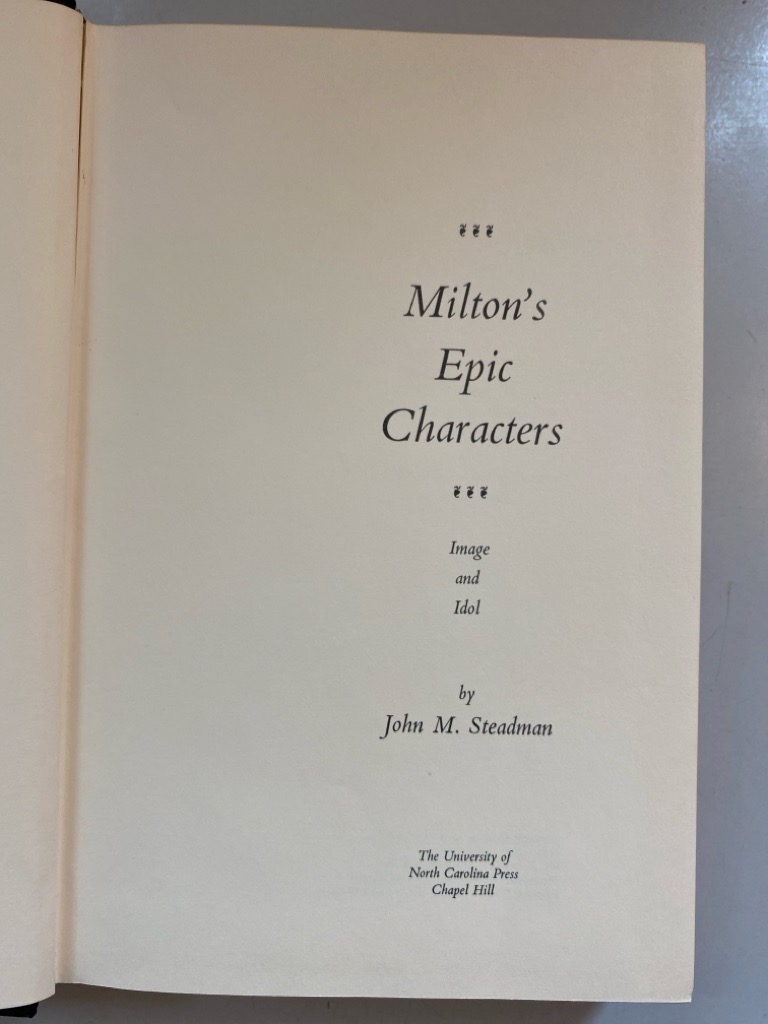 Milton's
Epic
Characters
Image
and
Idol
by
John M. Steadman
The University of
North Carolina Press
Chapel Hill